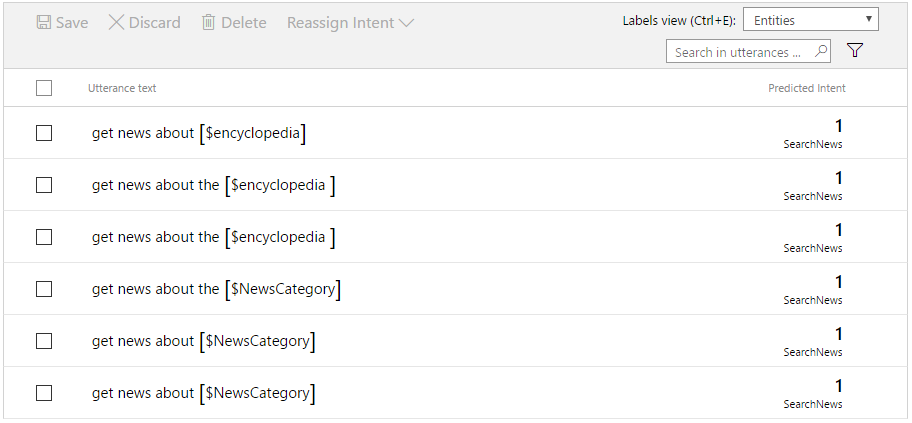 Save Discard Delete Reassign Intent Labels view (Ctrl+E): Entities
Search in utterances ...
Utterance text Predicted Intent
get news about [$encyclopedia] 1
SearchNews
get news about the [$encyclopedia ] 1
SearchNews
get news about the [$encyclopedia ] 1
SearchNews
get news about the [$NewsCategory] 1
SearchNews
get news about [$NewsCategory] 1
SearchNews
get news about [$NewsCategory] 1
SearchNews